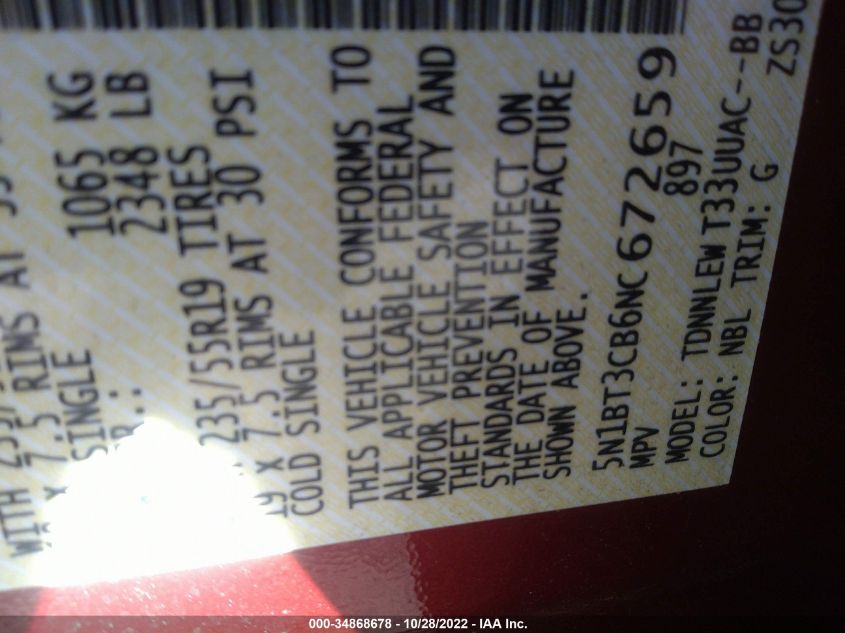 WITH
X 7.5 RIMS AT
SINGLE
1065 KG
2348 LB
235/55R19 TIRES
19 X 7.5 RIMS AT 30 PSI
COLD SINGLE
THIS VEHICLE CONFORMS TO
ALL APPLICABLE FEDERAL
MOTOR VEHICLE SAFETY AND
THEFT PREVENTION
STANDARDS IN EFFECT ON
THE DATE OF MANUFACTURE
SHOWN ABOVE.
5N1BT3CB6NC672659
MPV 897
MODEL: TDNNLEW T33UUAC--BB
COLOR: NBL TRIM: G ZS30
000-34868678 - 10/28/2022 - IAA Inc.